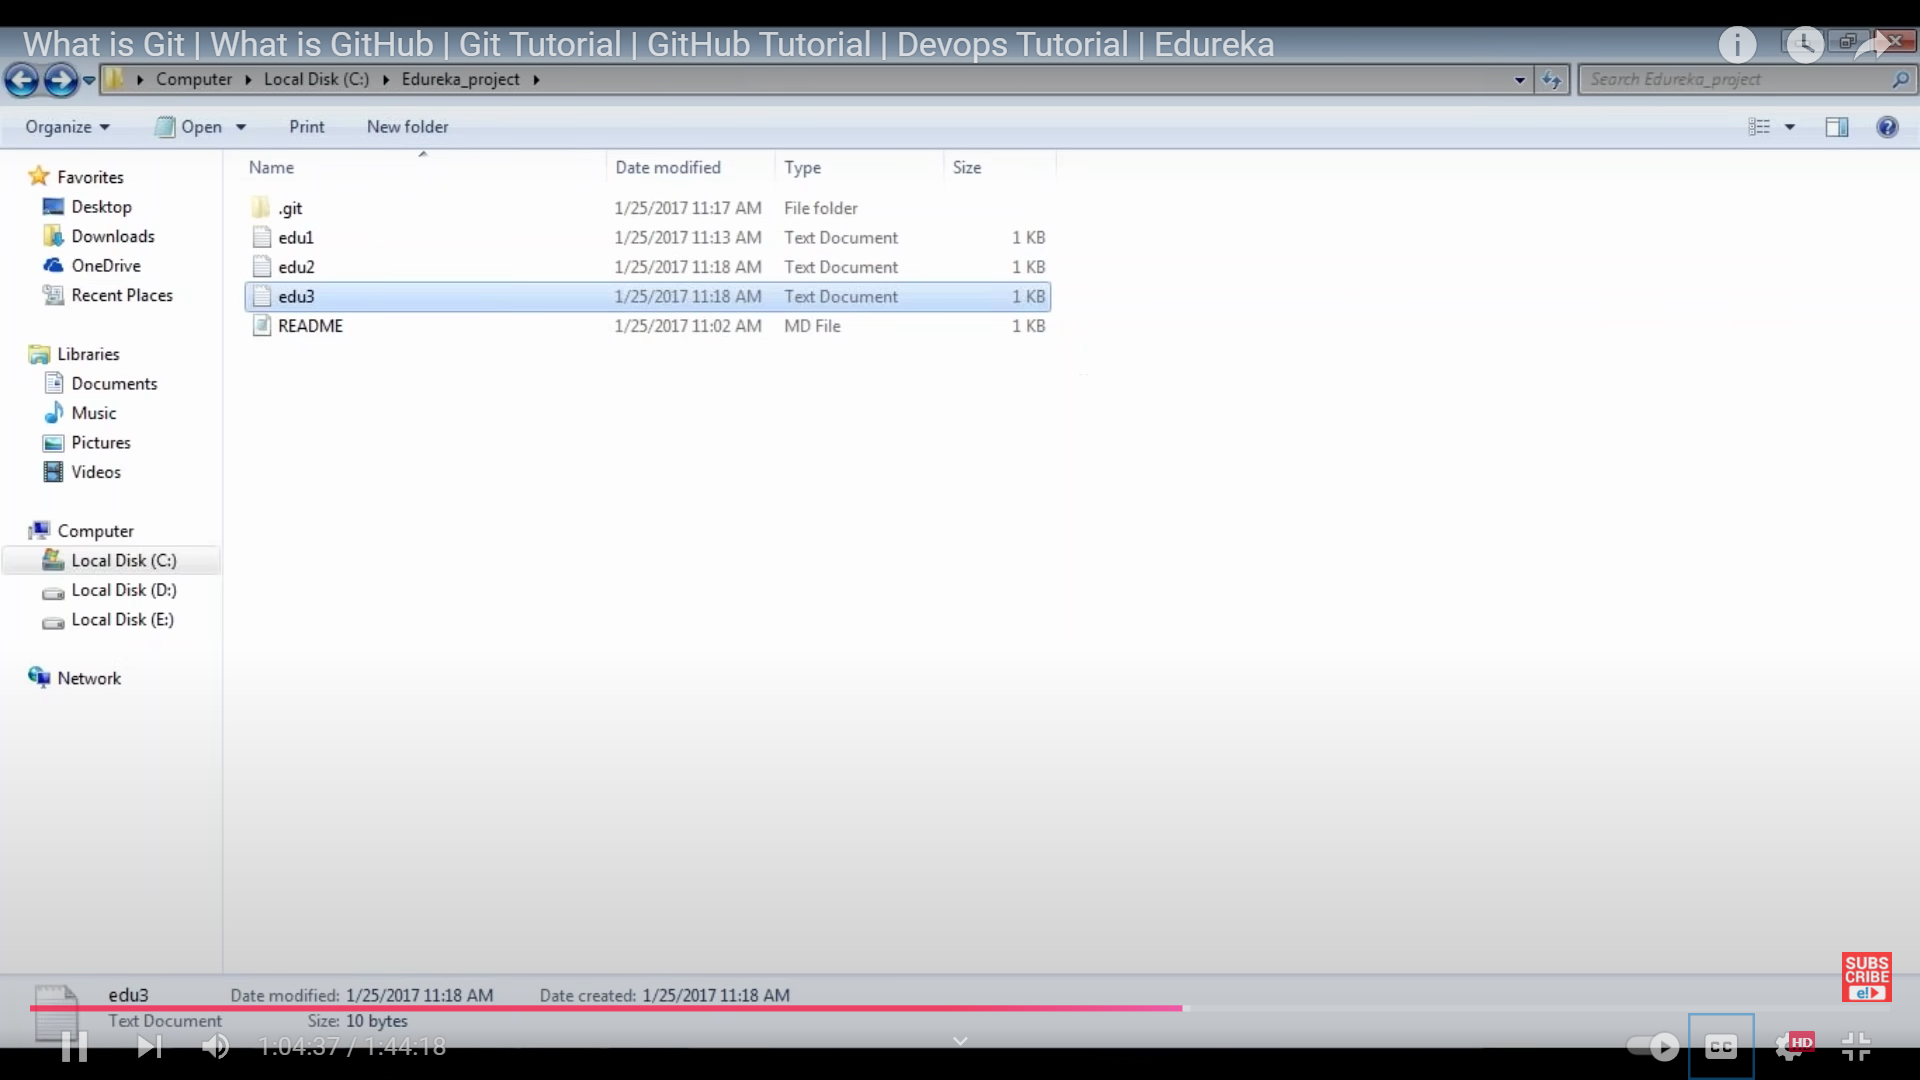 What is Git | What is GitHub | Git Tutorial | GitHub Tutorial | Devops Tutorial | Edureka
Computer Local Disk (C:) Edureka_project
Search Edureka_project
Organize Open Print New folder
Name Date modified Type Size
Favorites
Desktop
Downloads
OneDrive
Recent Places
Libraries
Documents
Music
Pictures
Videos
Computer
Local Disk (C:)
Local Disk (D:)
Local Disk (E:)
Network
.git 1/25/2017 11:17 AM File folder
edu1 1/25/2017 11:13 AM Text Document 1 KB
edu2 1/25/2017 11:18 AM Text Document 1 KB
edu3 1/25/2017 11:18 AM Text Document 1 KB
README 1/25/2017 11:02 AM MD File 1 KB
SUBS
CRIBE
e!
edu3 Date modified: 1/25/2017 11:18 AM Date created: 1/25/2017 11:18 AM
Text Document Size: 10 bytes
1:04:37 / 1:44:18
CC
HD